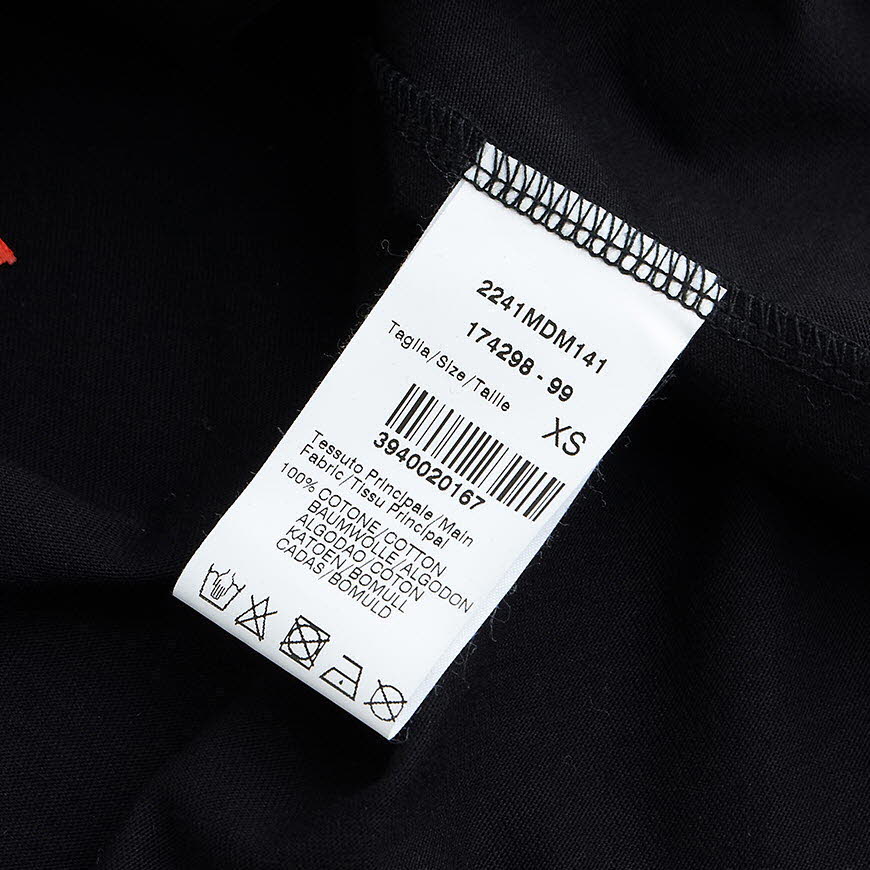 2241MDM141
174298 - 99
Taglia/Size/Taille
XS
3940020167
Tessuto Principale/Main
Fabric/Tissu Principal
100% COTONE/COTTON
BAUMWOLLE/ALGODON
ALGODAO/COTON
KATOEN/BOMULL
CADAS/BOMULD